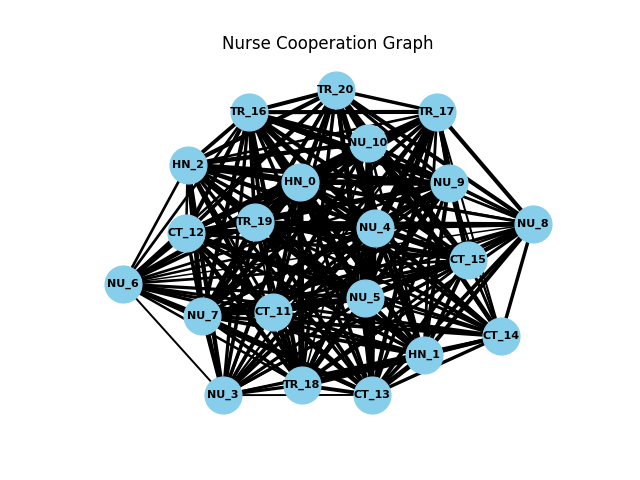 Nurse Cooperation Graph
TR_20
TR_16
TR_17
NU_10
HN_2
HN_0
NU_9
TR_19
NU_8
NU_4
CT_12
CT_15
NU_6
NU_5
CT_11
NU_7
CT_14
HN_1
TR_18
NU_3
CT_13